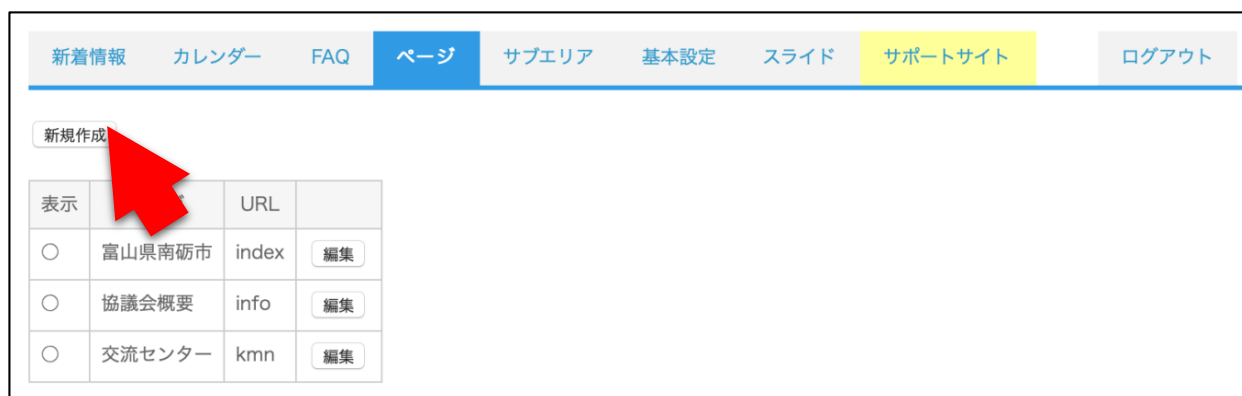 新着情報 カレンダー FAQ ページ サブエリア 基本設定 スライド サポートサイト ログアウト
新規作成
表示 URL
○ 富山県南砺市 index 編集
○ 協議会概要 info 編集
○ 交流センター kmn 編集